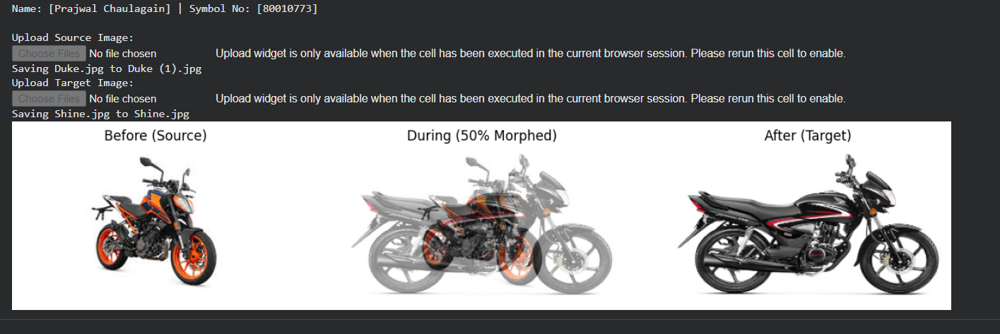 Name: [Prajwal Chaulagain] | Symbol No: [80010773]
Upload Source Image:
Choose Files No file chosen Upload widget is only available when the cell has been executed in the current browser session. Please rerun this cell to enable.
Saving Duke.jpg to Duke (1).jpg
Upload Target Image:
Choose Files No file chosen Upload widget is only available when the cell has been executed in the current browser session. Please rerun this cell to enable.
Saving Shine.jpg to Shine.jpg
Before (Source) During (50% Morphed) After (Target)